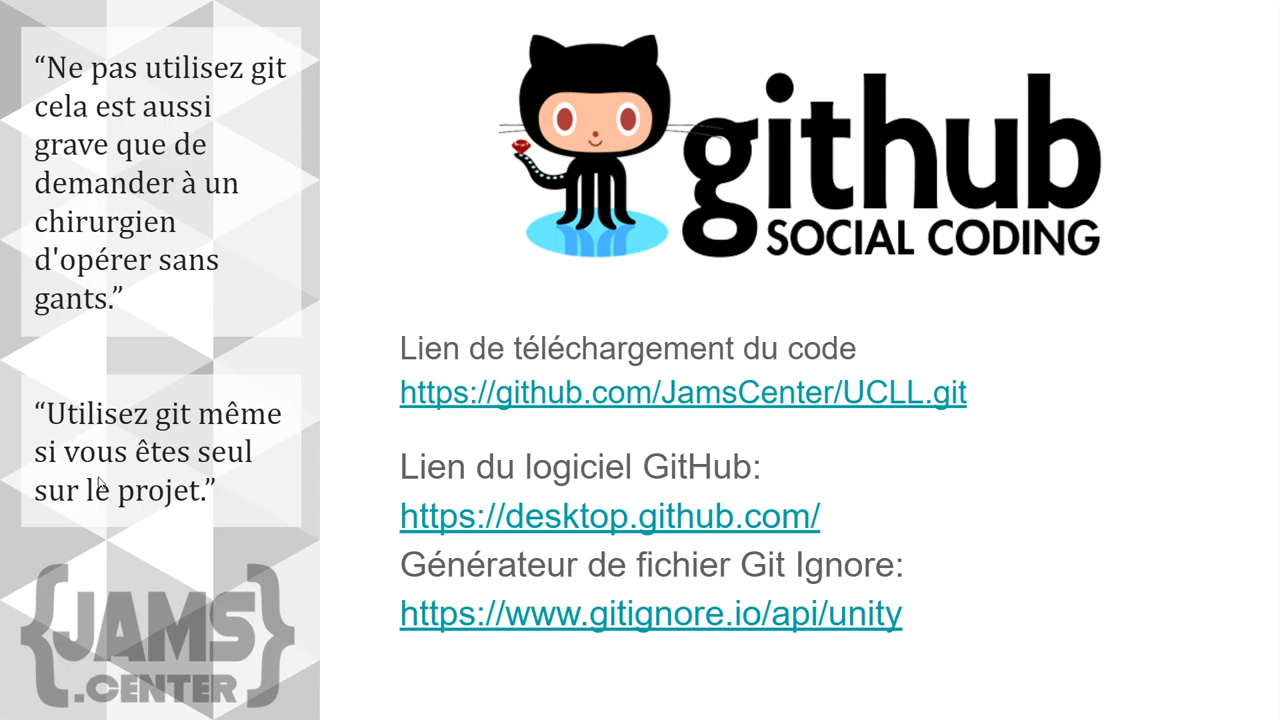 “Ne pas utilisez git
cela est aussi
grave que de
demander à un
chirurgien
d'opérer sans
gants.”
“Utilisez git même
si vous êtes seul
sur le projet.”
{JAMS}
.CENTER
github
SOCIAL CODING
Lien de téléchargement du code
https://github.com/JamsCenter/UCLL.git
Lien du logiciel GitHub:
https://desktop.github.com/
Générateur de fichier Git Ignore:
https://www.gitignore.io/api/unity